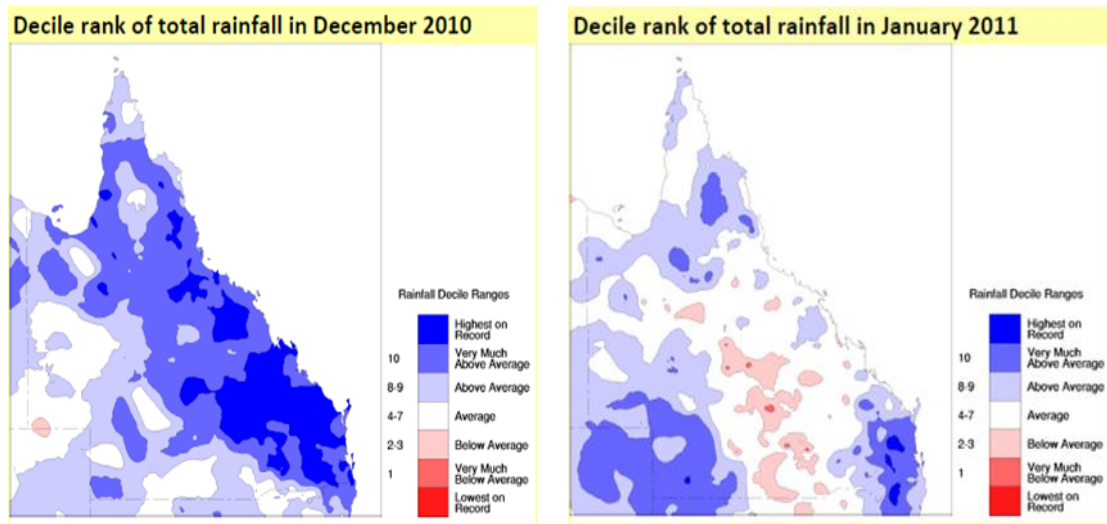 Decile rank of total rainfall in December 2010
Rainfall Decile Ranges
Highest on
Record
10
Very Much
Above Average
8-9
Above Average
4-7
Average
2-3
Below Average
1
Very Much
Below Average
Lowest on
Record
Decile rank of total rainfall in January 2011
Rainfall Decile Ranges
Highest on
Record
10
Very Much
Above Average
8-9
Above Average
4-7
Average
2-3
Below Average
1
Very Much
Below Average
Lowest on
Record